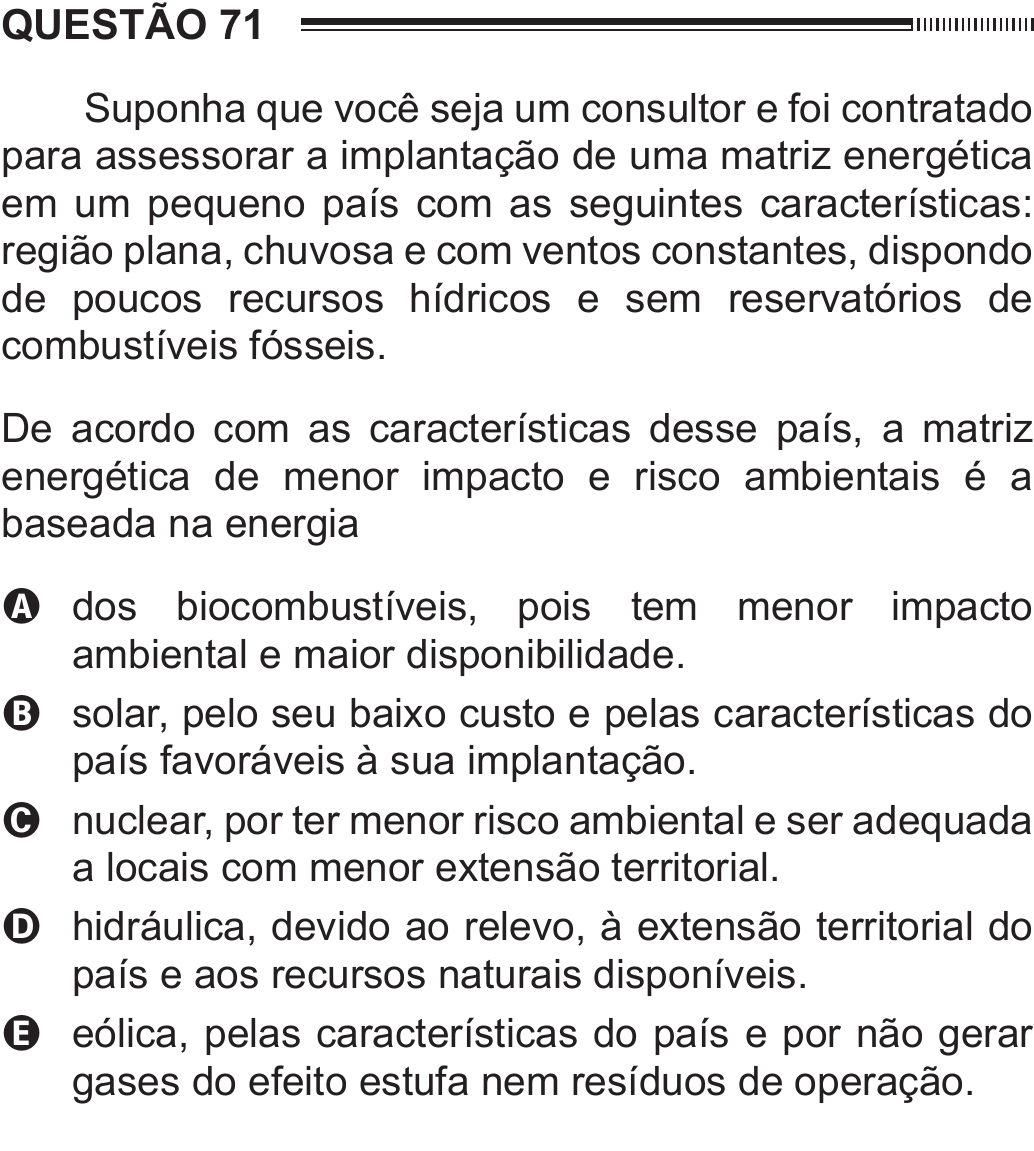 QUESTÃO 71
Suponha que você seja um consultor e foi contratado
para assessorar a implantação de uma matriz energética
em um pequeno país com as seguintes características:
região plana, chuvosa e com ventos constantes, dispondo
de poucos recursos hídricos e sem reservatórios de
combustíveis fósseis.
De acordo com as características desse país, a matriz
energética de menor impacto e risco ambientais é a
baseada na energia
A dos biocombustíveis, pois tem menor impacto
ambiental e maior disponibilidade.
B solar, pelo seu baixo custo e pelas características do
país favoráveis à sua implantação.
C nuclear, por ter menor risco ambiental e ser adequada
a locais com menor extensão territorial.
D hidráulica, devido ao relevo, à extensão territorial do
país e aos recursos naturais disponíveis.
E eólica, pelas características do país e por não gerar
gases do efeito estufa nem resíduos de operação.